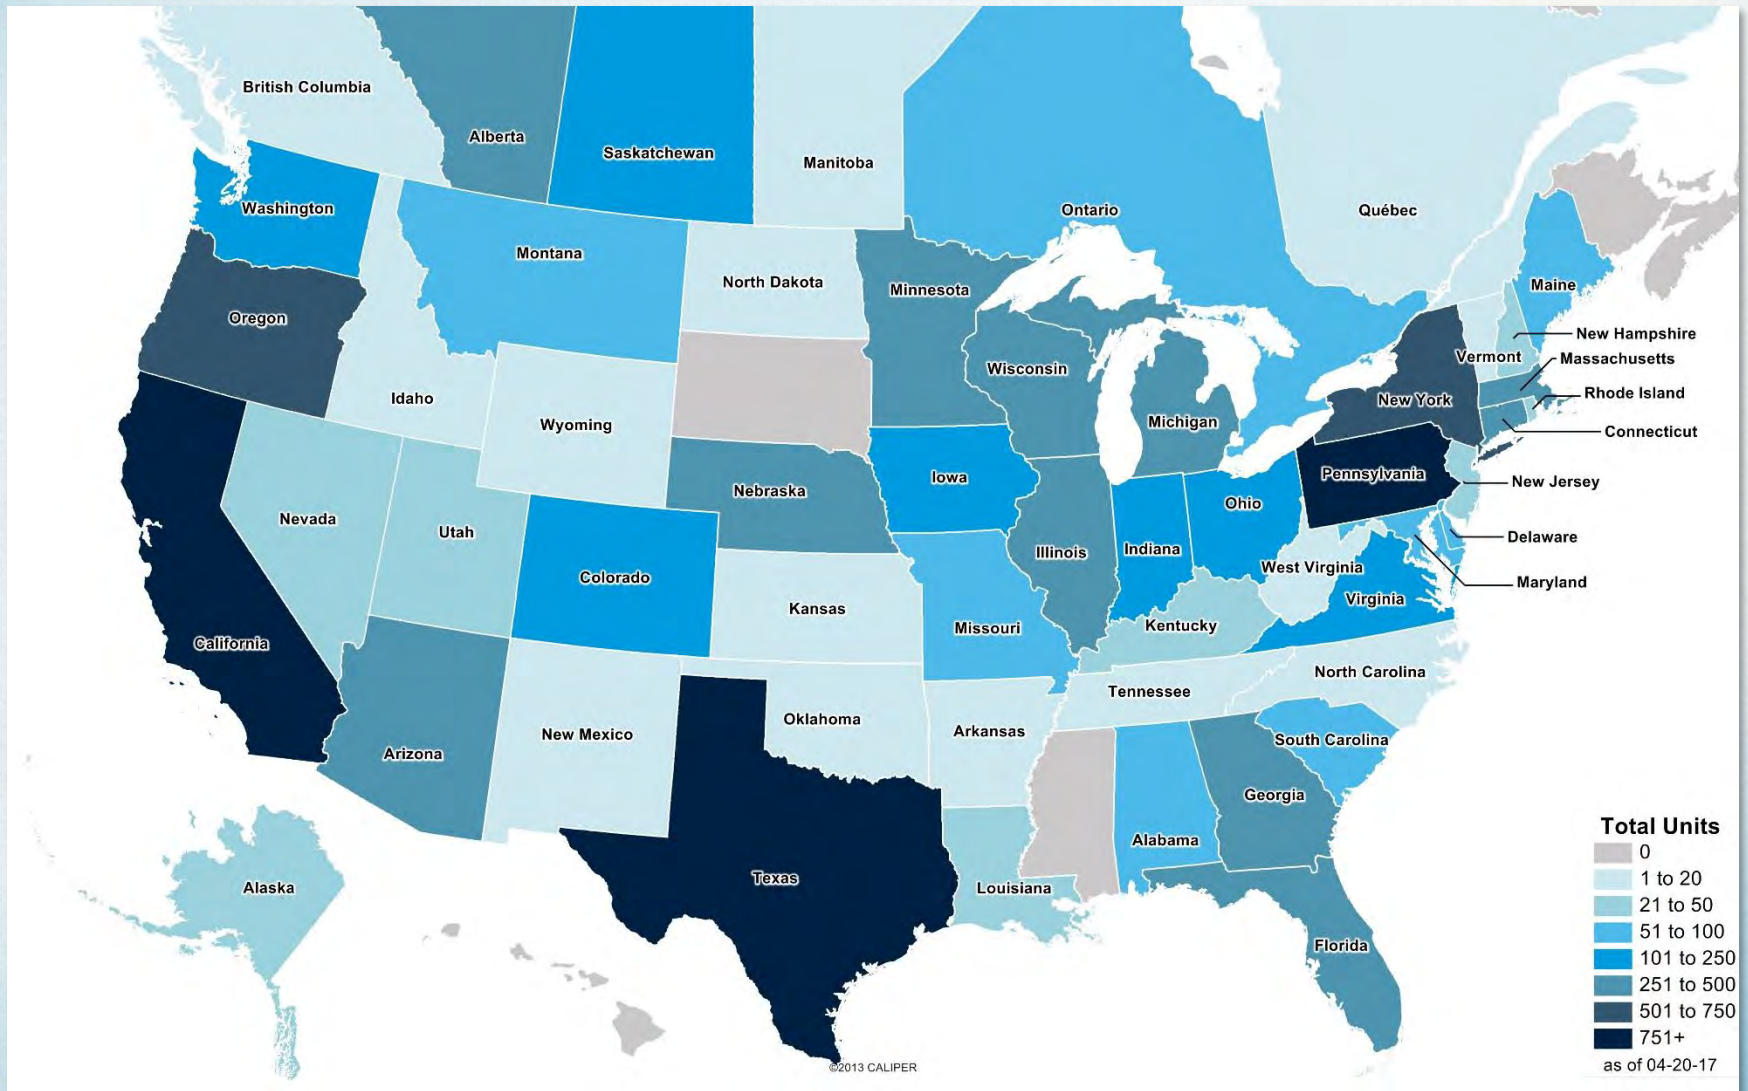 British Columbia
Alberta
Saskatchewan
Manitoba
Ontario
Québec
Washington
Montana
North Dakota
Minnesota
Maine
Oregon
New Hampshire
Vermont
Massachusetts
Wisconsin
Rhode Island
Idaho
Wyoming
Michigan
New York
Connecticut
Nebraska
Iowa
Pennsylvania
New Jersey
Nevada
Utah
Ohio
Delaware
Colorado
Illinois
Indiana
West Virginia
Maryland
Kansas
Virginia
Missouri
Kentucky
California
North Carolina
Tennessee
Oklahoma
New Mexico
Arkansas
South Carolina
Arizona
Georgia
Alabama
Texas
Alaska
Louisiana
Florida
Total Units
0
1 to 20
21 to 50
51 to 100
101 to 250
251 to 500
501 to 750
751+
as of 04-20-17
©2013 CALIPER